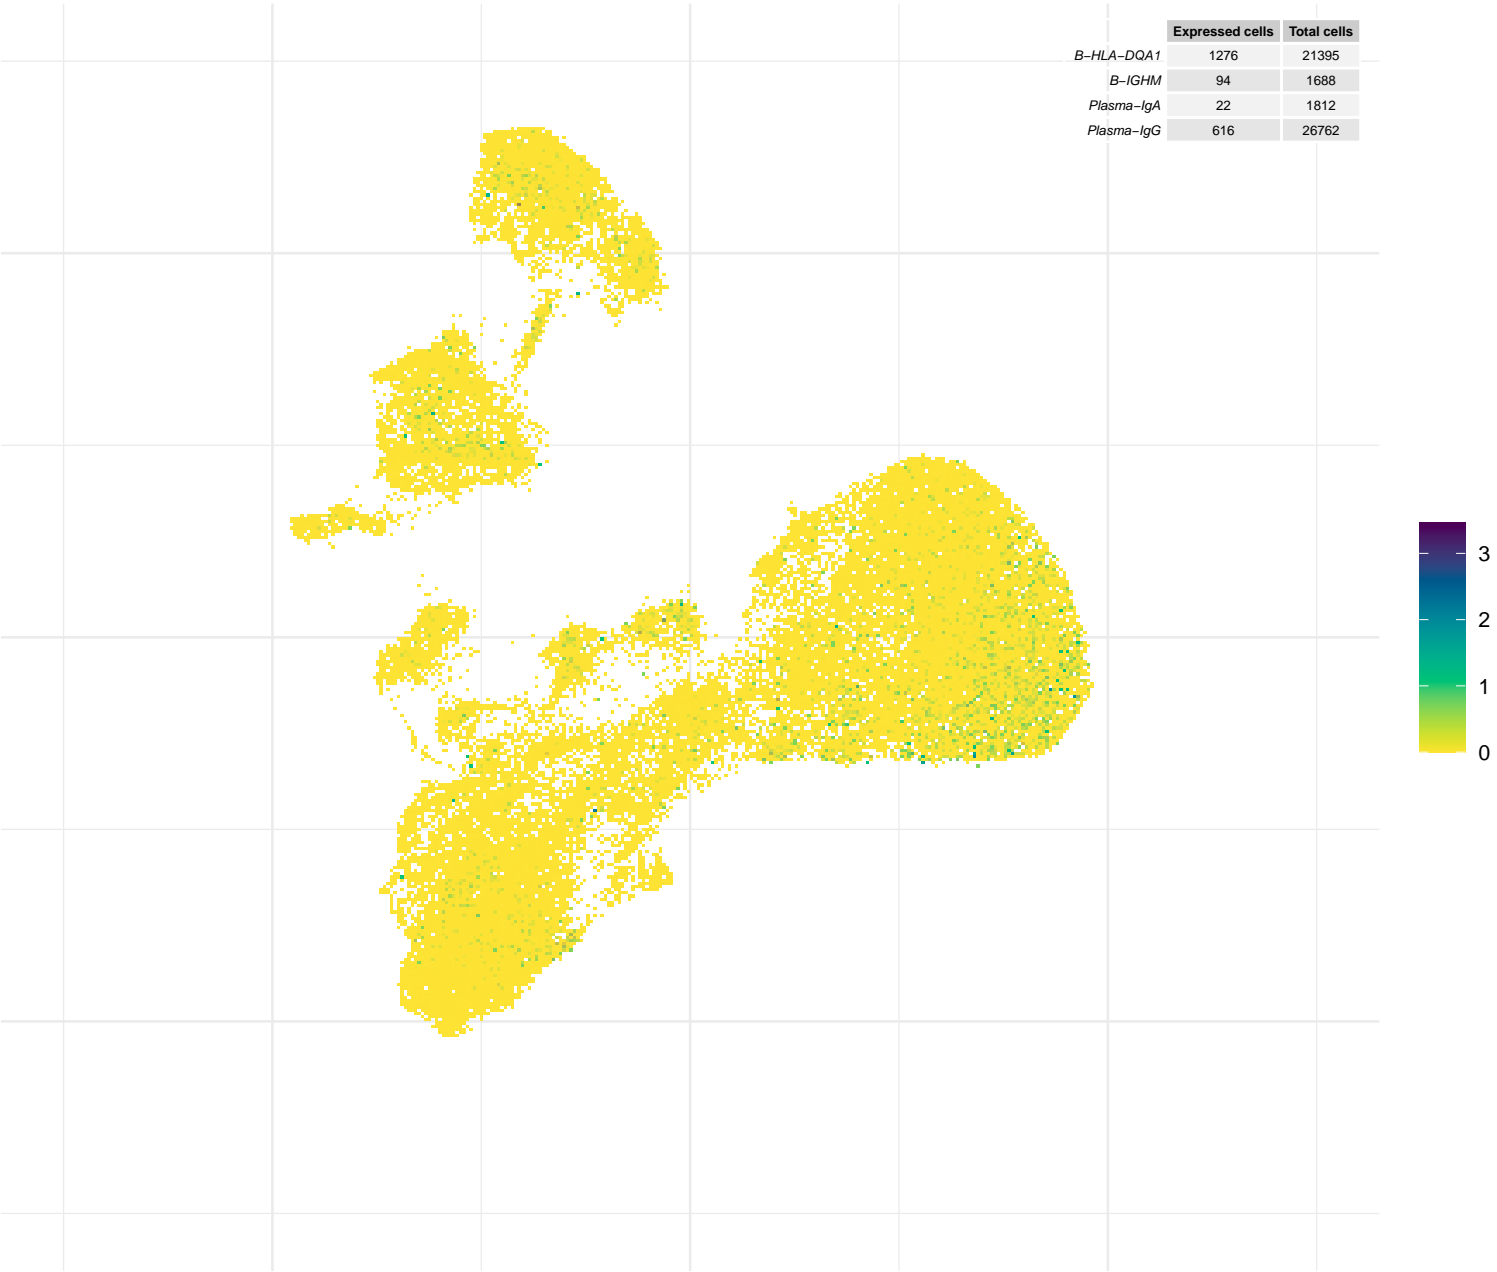 Expressed cells Total cells
B−HLA−DQA1 1276 21395
B−IGHM 94 1688
Plasma−IgA 22 1812
Plasma−IgG 616 26762
3
2
1
0